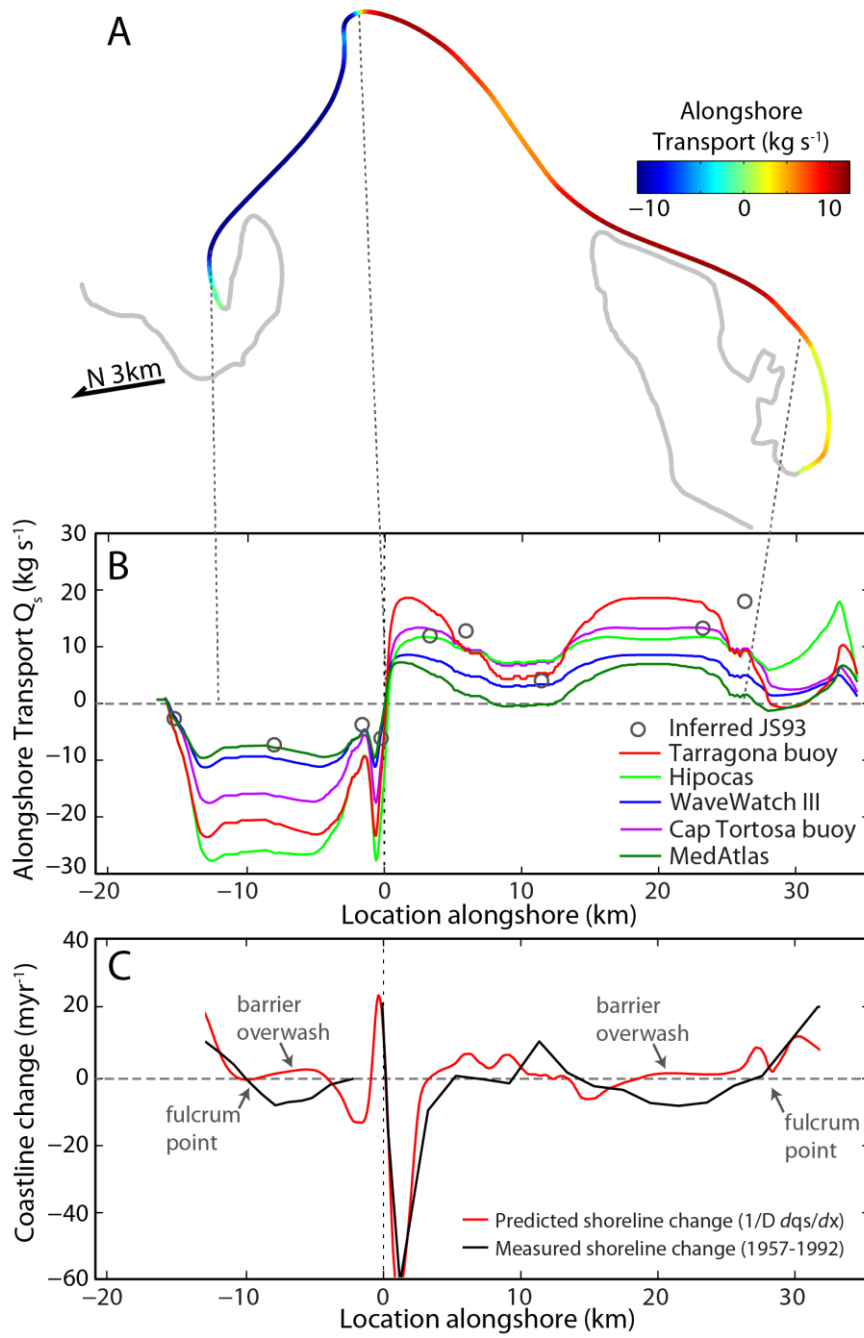 A
Alongshore
Transport (kg s⁻¹)
−10 0 10
N 3km
B
Alongshore Transport Qₛ (kg s⁻¹)
30
20
10
0
−10
−20
−30
Inferred JS93
Tarragona buoy
Hipocas
WaveWatch III
Cap Tortosa buoy
MedAtlas
−20 −10 0 10 20 30
Location alongshore (km)
C
Coastline change (myr⁻¹)
40
20
0
−20
−40
−60
barrier
overwash
fulcrum
point
barrier
overwash
fulcrum
point
Predicted shoreline change (1/D dqs/dx)
Measured shoreline change (1957-1992)
−20 −10 0 10 20 30
Location alongshore (km)